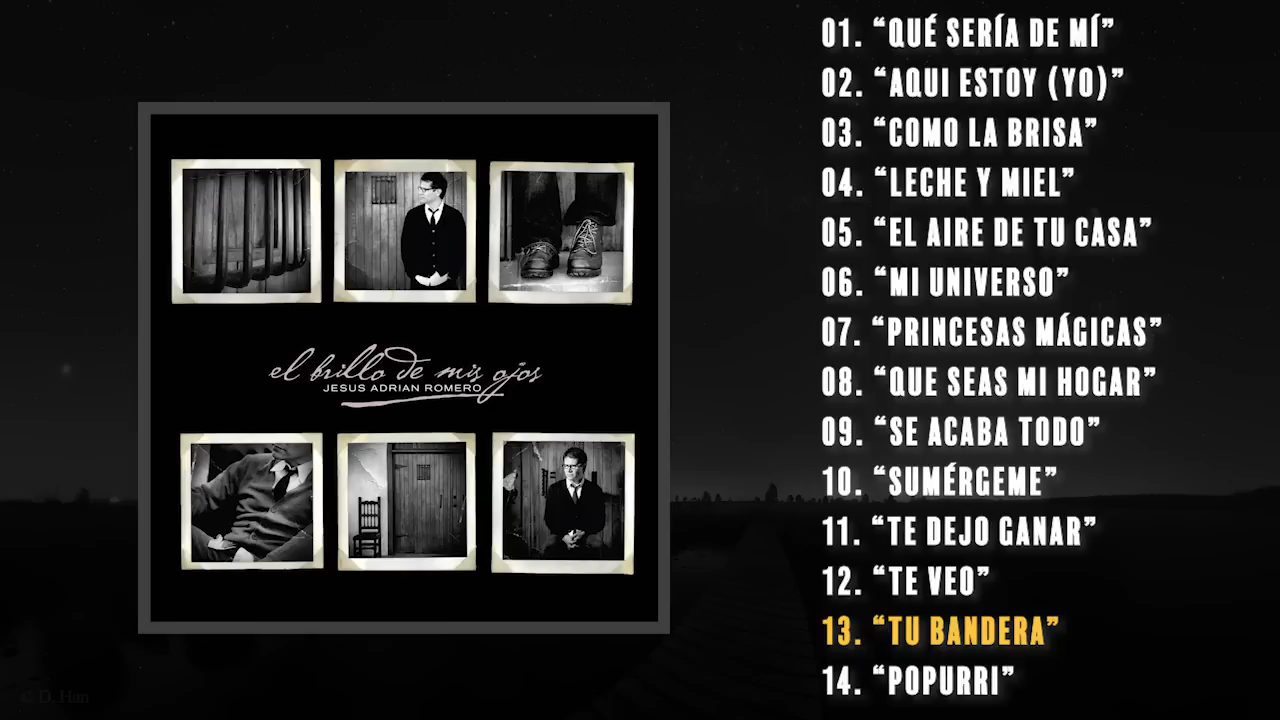 el brillo de mis ojos
JESUS ADRIAN ROMERO
01. “QUÉ SERÍA DE MÍ”
02. “AQUI ESTOY (YO)”
03. “COMO LA BRISA”
04. “LECHE Y MIEL”
05. “EL AIRE DE TU CASA”
06. “MI UNIVERSO”
07. “PRINCESAS MÁGICAS”
08. “QUE SEAS MI HOGAR”
09. “SE ACABA TODO”
10. “SUMÉRGEME”
11. “TE DEJO GANAR”
12. “TE VEO”
13. “TU BANDERA”
14. “POPURRI”
© D. Han